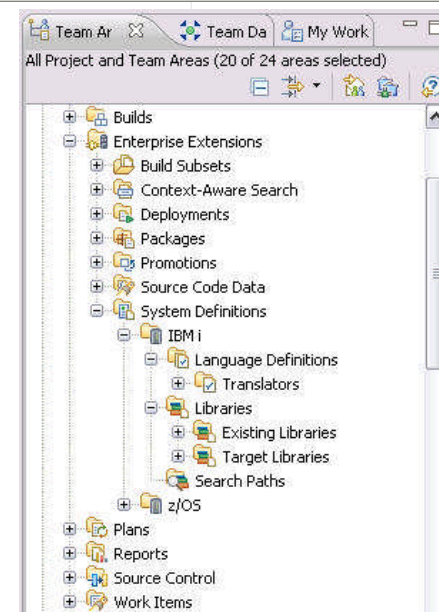 Team Ar Team Da My Work
All Project and Team Areas (20 of 24 areas selected)
Builds
Enterprise Extensions
Build Subsets
Context-Aware Search
Deployments
Packages
Promotions
Source Code Data
System Definitions
IBM i
Language Definitions
Translators
Libraries
Existing Libraries
Target Libraries
Search Paths
z/OS
Plans
Reports
Source Control
Work Items